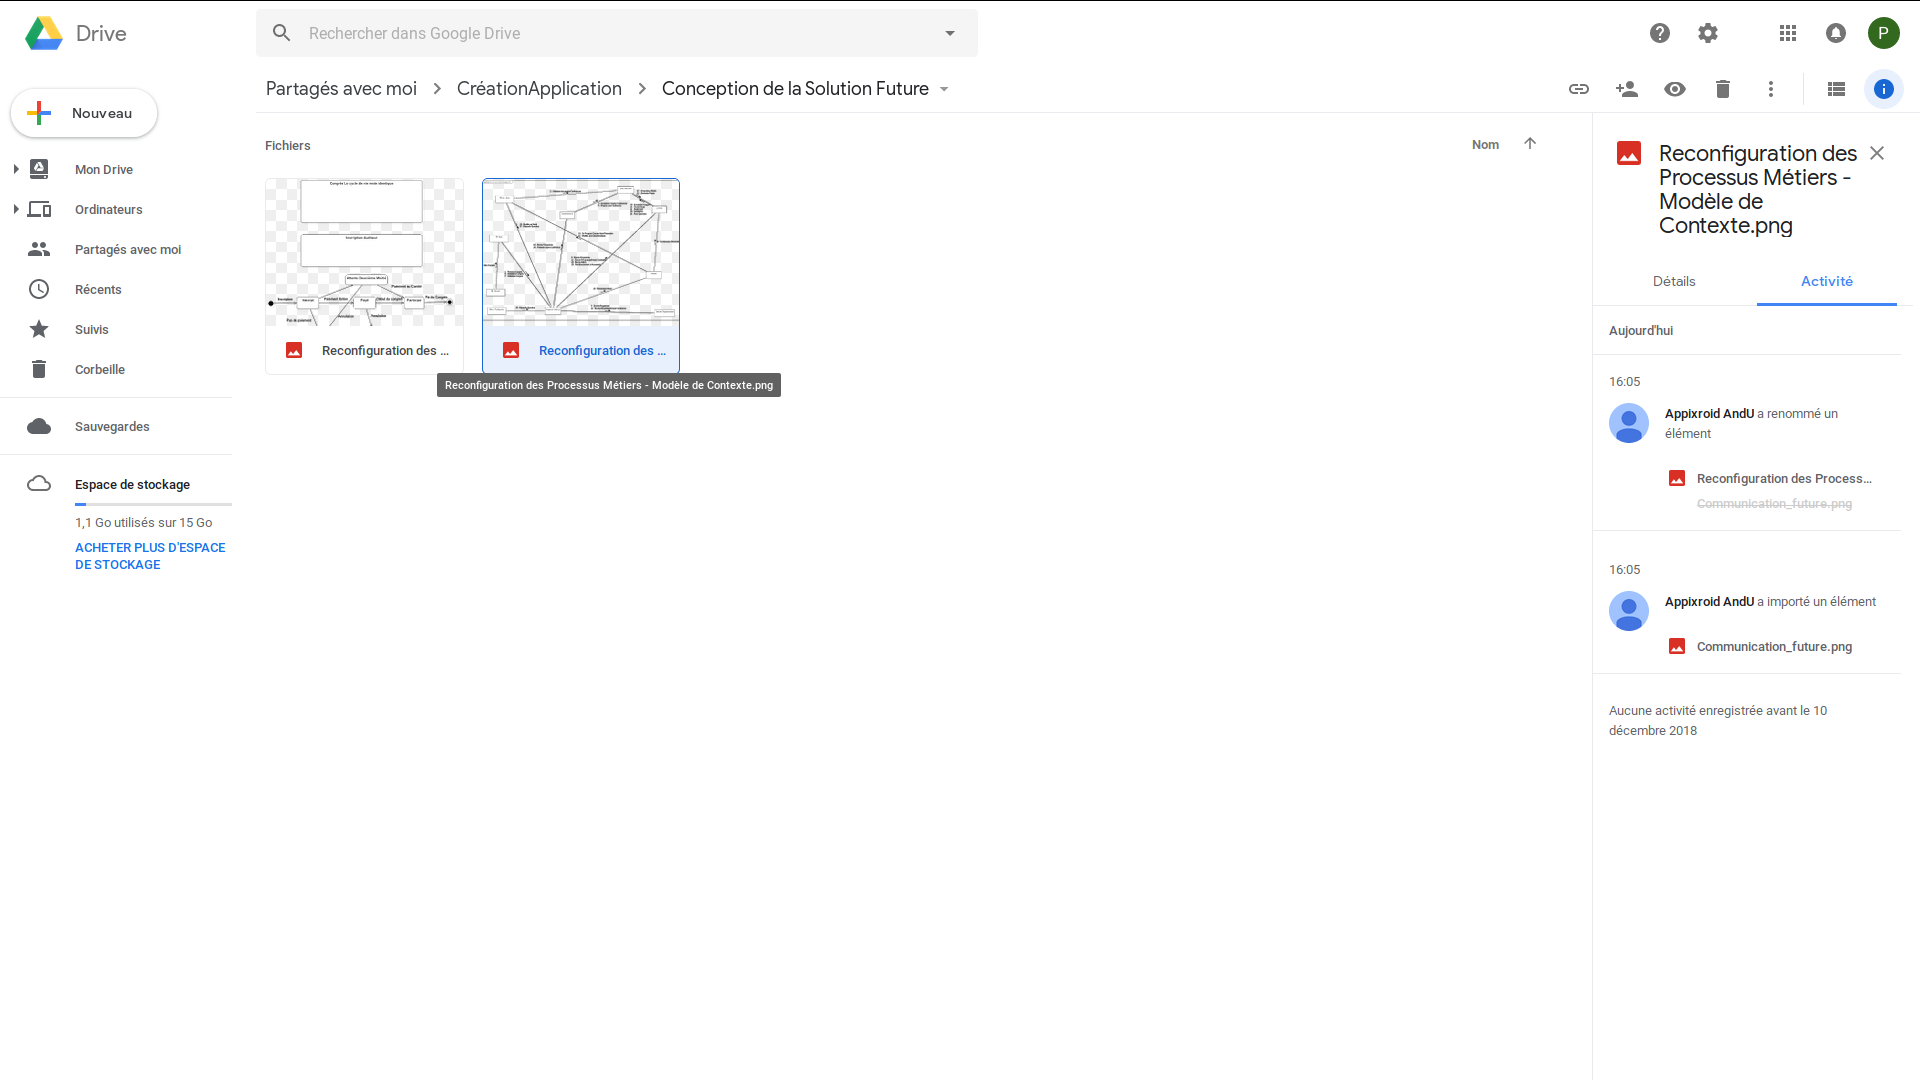 Drive
Rechercher dans Google Drive
P
Nouveau
Partagés avec moi
CréationApplication
Conception de la Solution Future
Mon Drive
Ordinateurs
Partagés avec moi
Récents
Suivis
Corbeille
Sauvegardes
Espace de stockage
1,1 Go utilisés sur 15 Go
ACHETER PLUS D'ESPACE
DE STOCKAGE
Fichiers
Nom
Reconfiguration des ...
Reconfiguration des ...
Reconfiguration des Processus Métiers - Modèle de Contexte.png
Reconfiguration des
Processus Métiers -
Modèle de
Contexte.png
Détails
Activité
Aujourd'hui
16:05
Appixroid AndU a renommé un
élément
Reconfiguration des Process...
Communication_future.png
16:05
Appixroid AndU a importé un élément
Communication_future.png
Aucune activité enregistrée avant le 10
décembre 2018